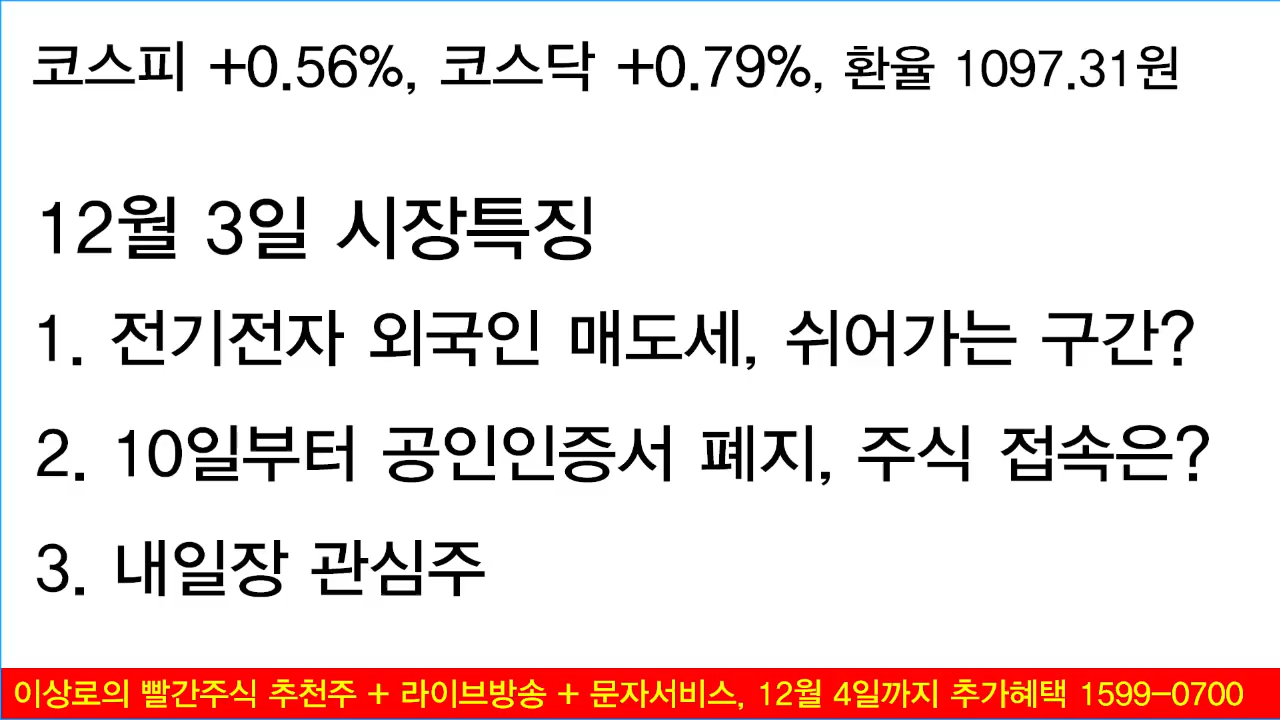 코스피 +0.56%, 코스닥 +0.79%, 환율 1097.31원
12월 3일 시장특징
1. 전기전자 외국인 매도세, 쉬어가는 구간?
2. 10일부터 공인인증서 폐지, 주식 접속은?
3. 내일장 관심주
이상로의 빨간주식 추천주 + 라이브방송 + 문자서비스, 12월 4일까지 추가혜택 1599-0700